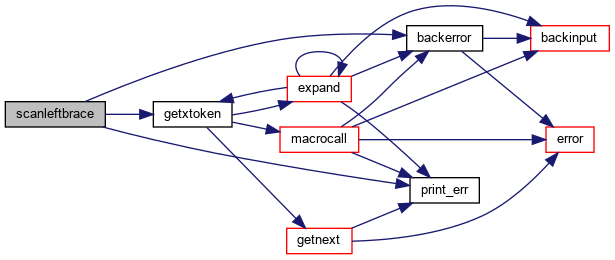 backerror
backinput
expand
scanleftbrace
getxtoken
macrocall
error
print_err
getnext